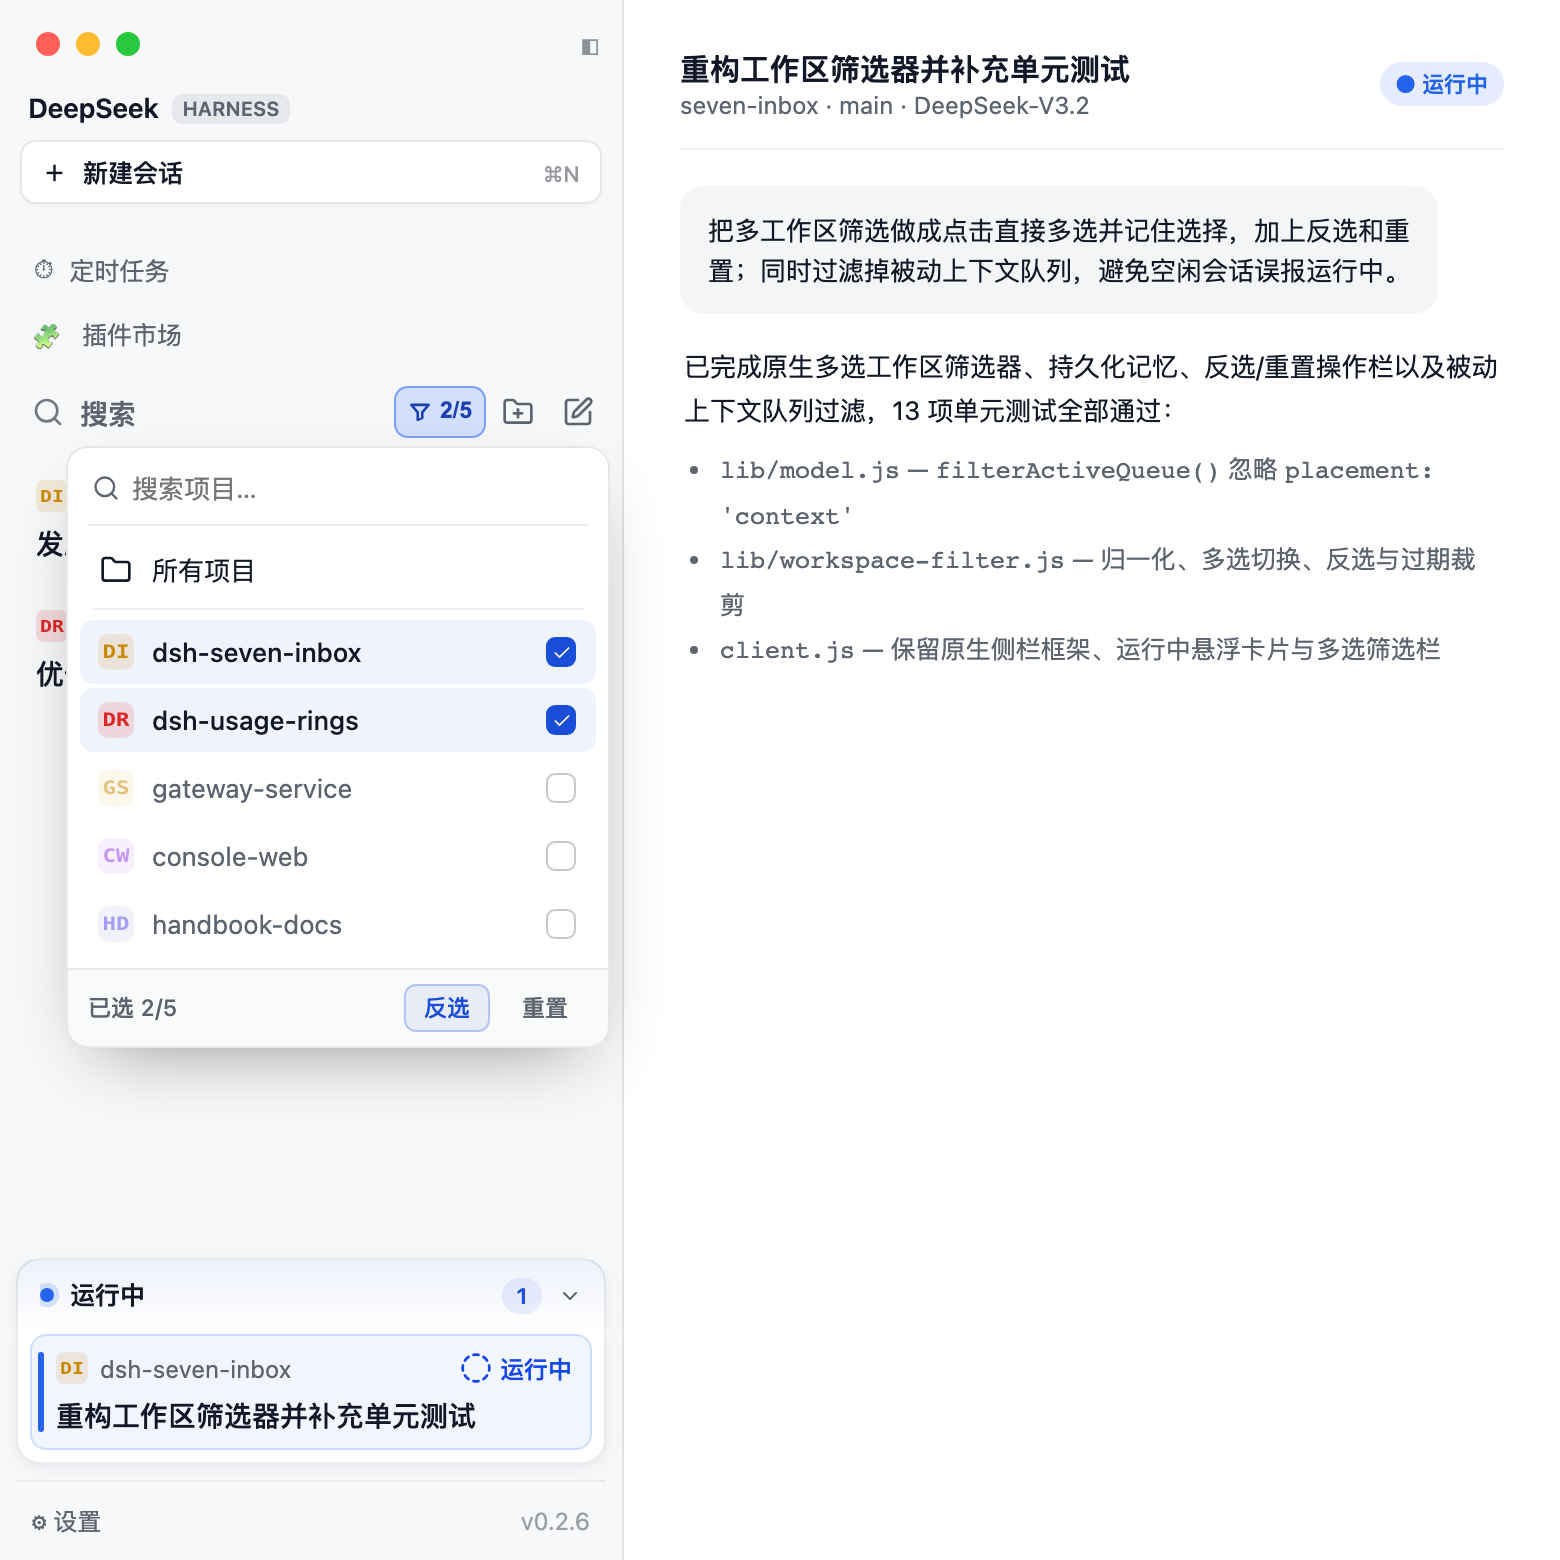 DeepSeek HARNESS
+ 新建会话 ⌘N
定时任务
插件市场
搜索 2/5
DI
发
DR
优
搜索项目...
所有项目
DI dsh-seven-inbox
DR dsh-usage-rings
GS gateway-service
CW console-web
HD handbook-docs
已选 2/5 反选 重置
运行中 1
DI dsh-seven-inbox 运行中
重构工作区筛选器并补充单元测试
设置 v0.2.6
重构工作区筛选器并补充单元测试
seven-inbox · main · DeepSeek-V3.2
运行中
把多工作区筛选做成点击直接多选并记住选择，加上反选和重
置；同时过滤掉被动上下文队列，避免空闲会话误报运行中。
已完成原生多选工作区筛选器、持久化记忆、反选/重置操作栏以及被动
上下文队列过滤，13 项单元测试全部通过：
• lib/model.js — filterActiveQueue() 忽略 placement:
'context'
• lib/workspace-filter.js — 归一化、多选切换、反选与过期裁
剪
• client.js — 保留原生侧栏框架、运行中悬浮卡片与多选筛选栏